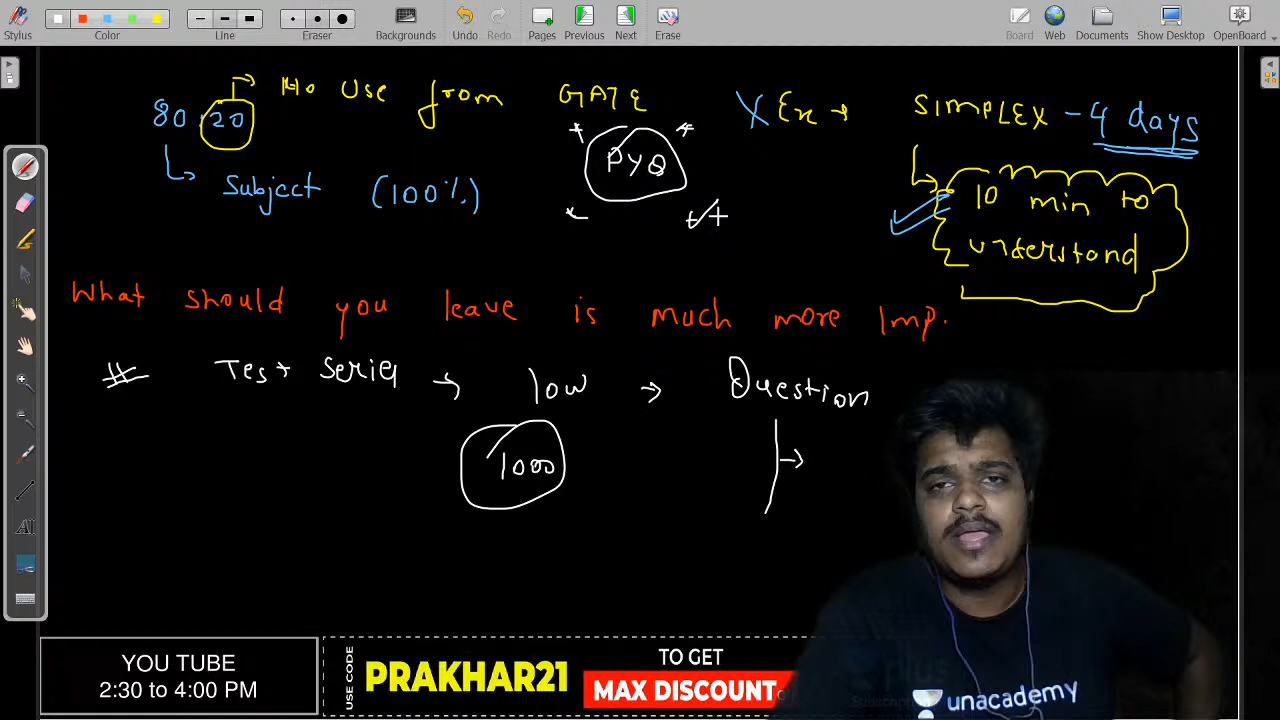 Stylus Color Line Eraser Backgrounds Undo Redo Pages Previous Next Erase Board Web Documents Show Desktop OpenBoard
80 20 → No Use from GATE X Ex → SIMPLEX - 4 days
Subject (100%) PYQ 10 min to
understand
What should you leave is much more Imp.
Test Series → low → Question
1000
YOU TUBE
2:30 to 4:00 PM
USE CODE
PRAKHAR21
TO GET
MAX DISCOUNT
plus
unacademy